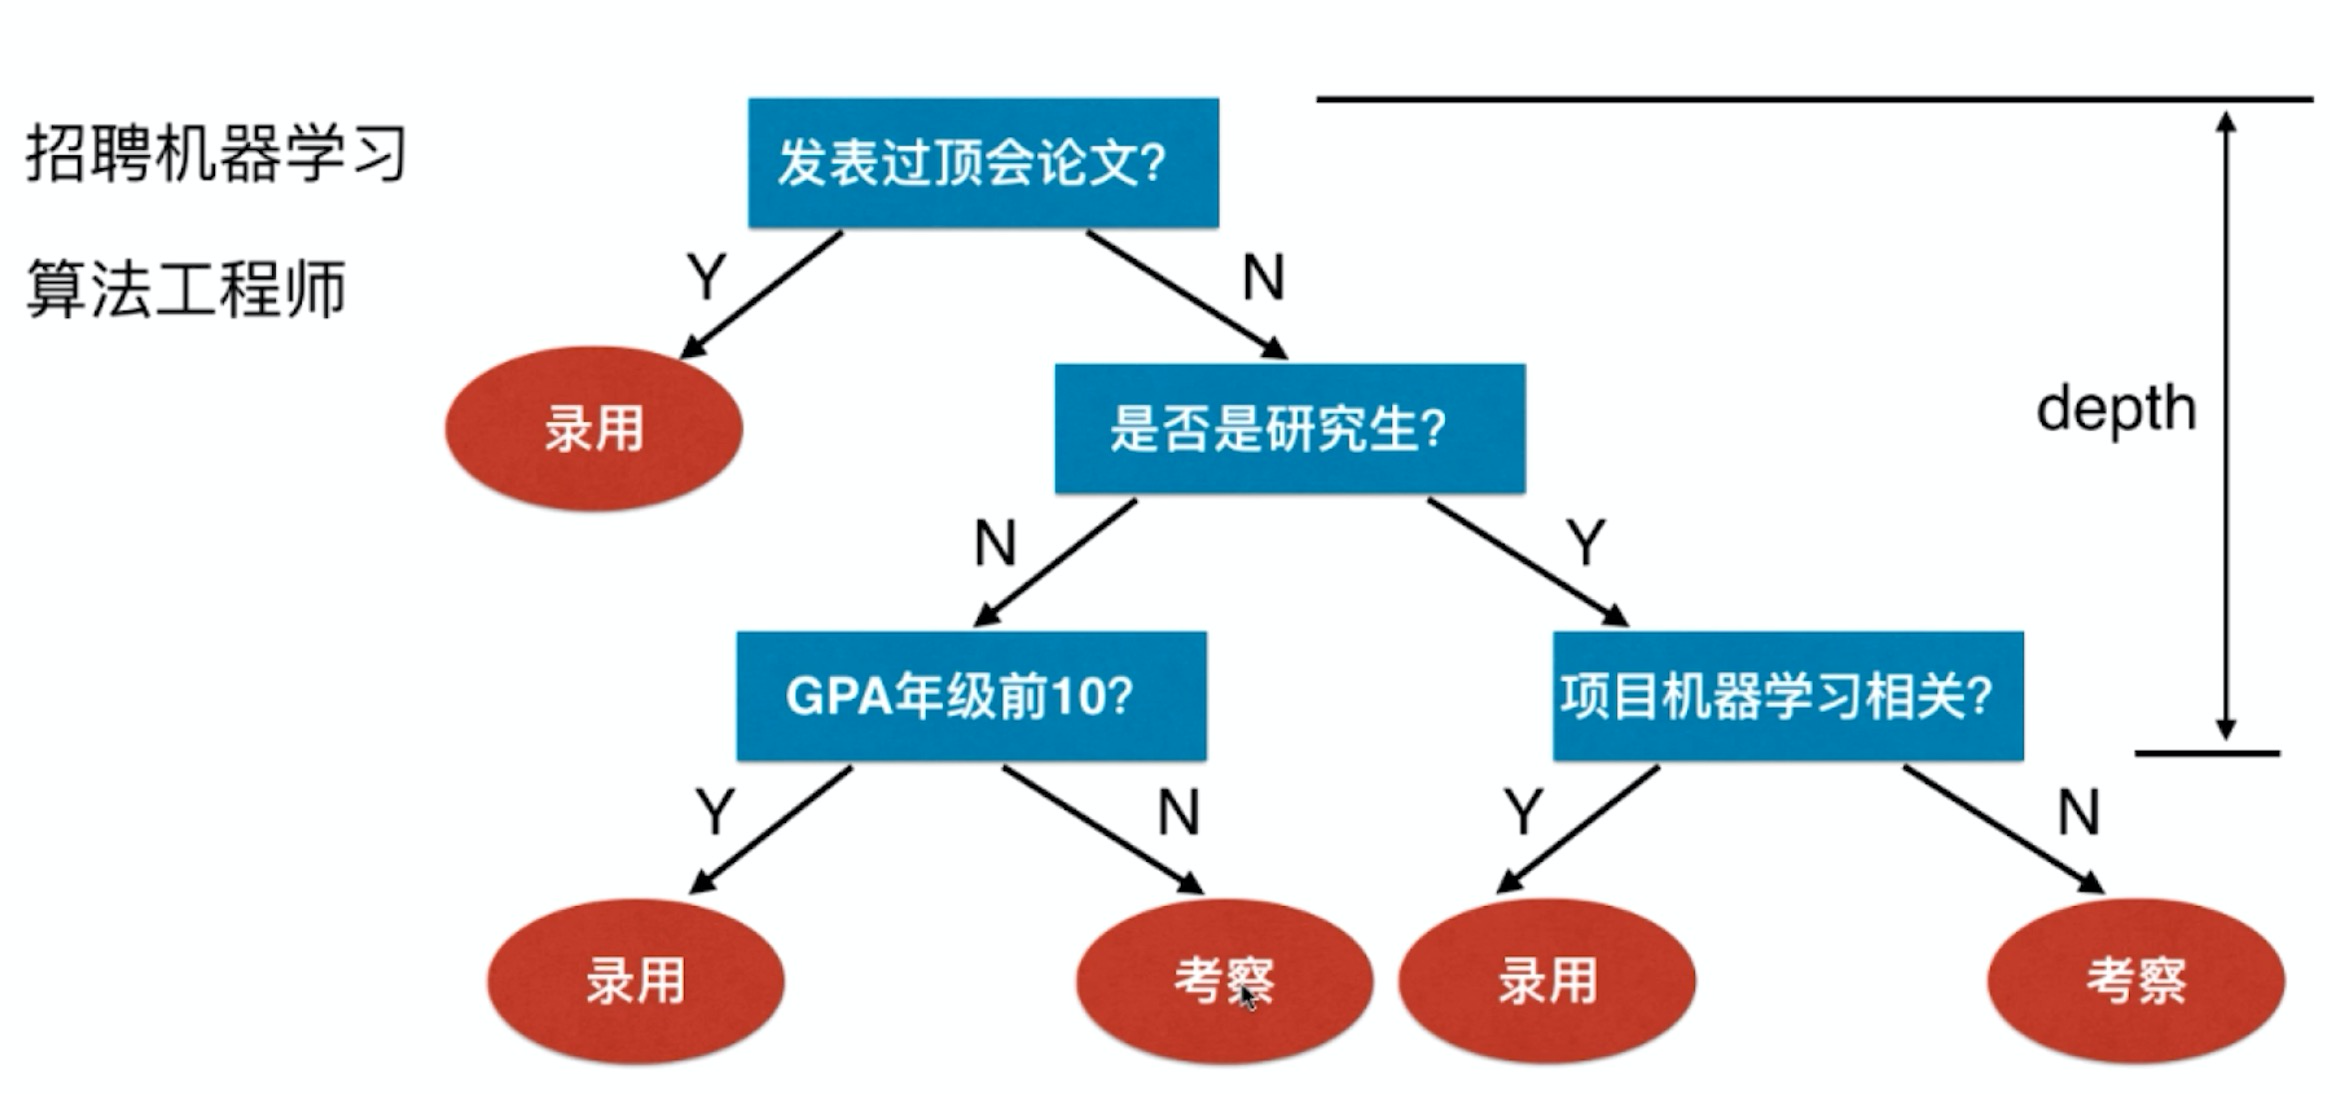 招聘机器学习
算法工程师
发表过顶会论文?
Y
N
录用
是否是研究生?
depth
N
Y
GPA年级前10?
项目机器学习相关?
Y
N
Y
N
录用
考察
录用
考察